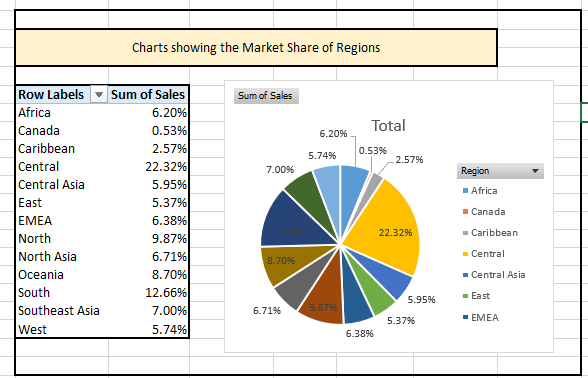 Charts showing the Market Share of Regions
Row Labels Sum of Sales
Africa 6.20%
Canada 0.53%
Caribbean 2.57%
Central 22.32%
Central Asia 5.95%
East 5.37%
EMEA 6.38%
North 9.87%
North Asia 6.71%
Oceania 8.70%
South 12.66%
Southeast Asia 7.00%
West 5.74%
Sum of Sales
Total
6.20%
0.53%
2.57%
5.74%
7.00%
22.32%
8.70%
5.95%
9.87%
6.71%
5.37%
6.38%
Region
Africa
Canada
Caribbean
Central
Central Asia
East
EMEA